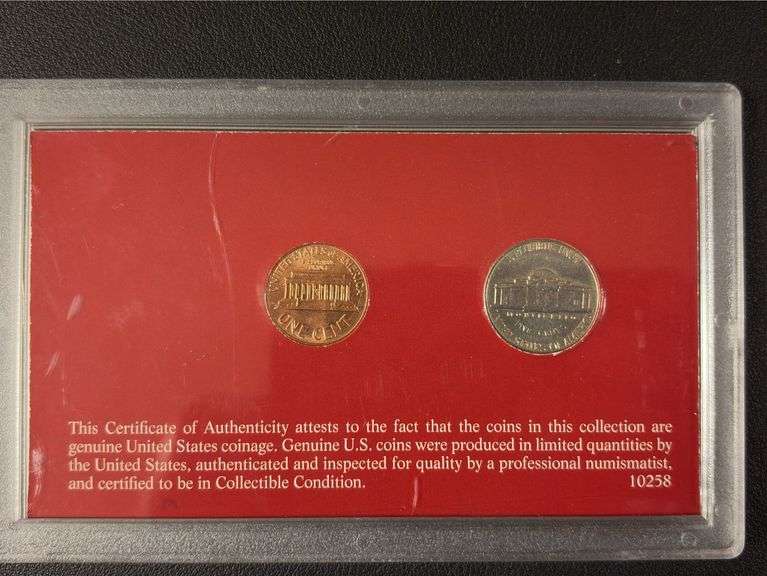 UNITED STATES OF AMERICA
ONE CENT
MONTICELLO
This Certificate of Authenticity attests to the fact that the coins in this collection are
genuine United States coinage. Genuine U.S. coins were produced in limited quantities by
the United States, authenticated and inspected for quality by a professional numismatist,
and certified to be in Collectible Condition. 10258